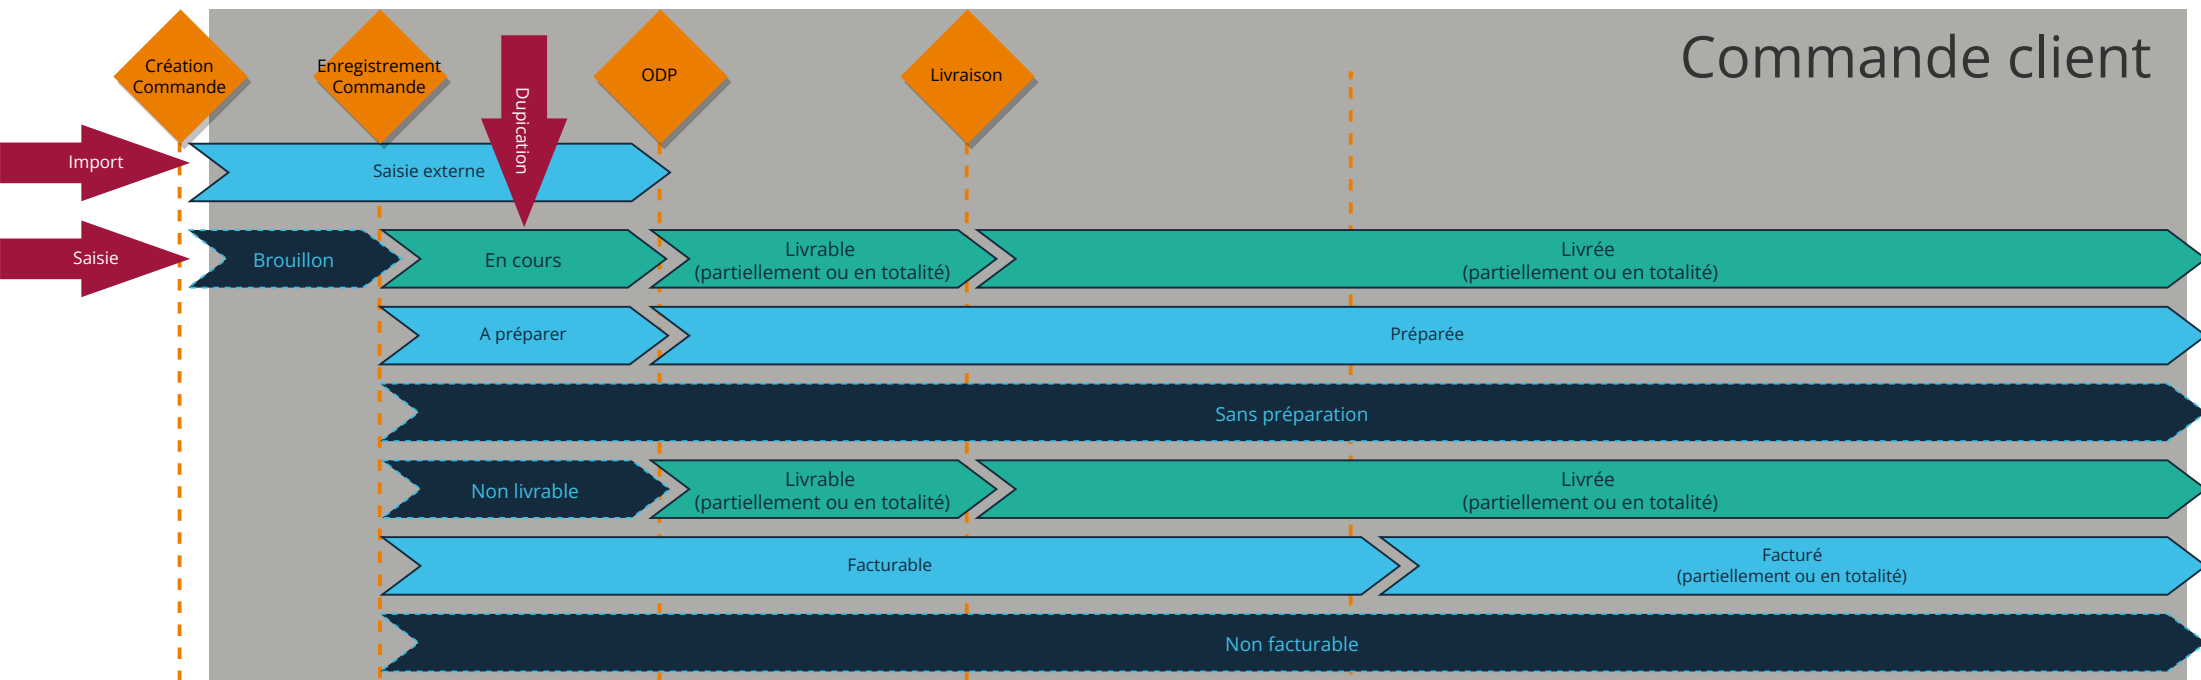 Commande client
Création
Commande
Enregistrement
Commande
Dupication
ODP
Livraison
Import
Saisie externe
Saisie
Brouillon
En cours
Livrable
(partiellement ou en totalité)
Livrée
(partiellement ou en totalité)
A préparer
Préparée
Sans préparation
Non livrable
Livrable
(partiellement ou en totalité)
Livrée
(partiellement ou en totalité)
Facturable
Facturé
(partiellement ou en totalité)
Non facturable